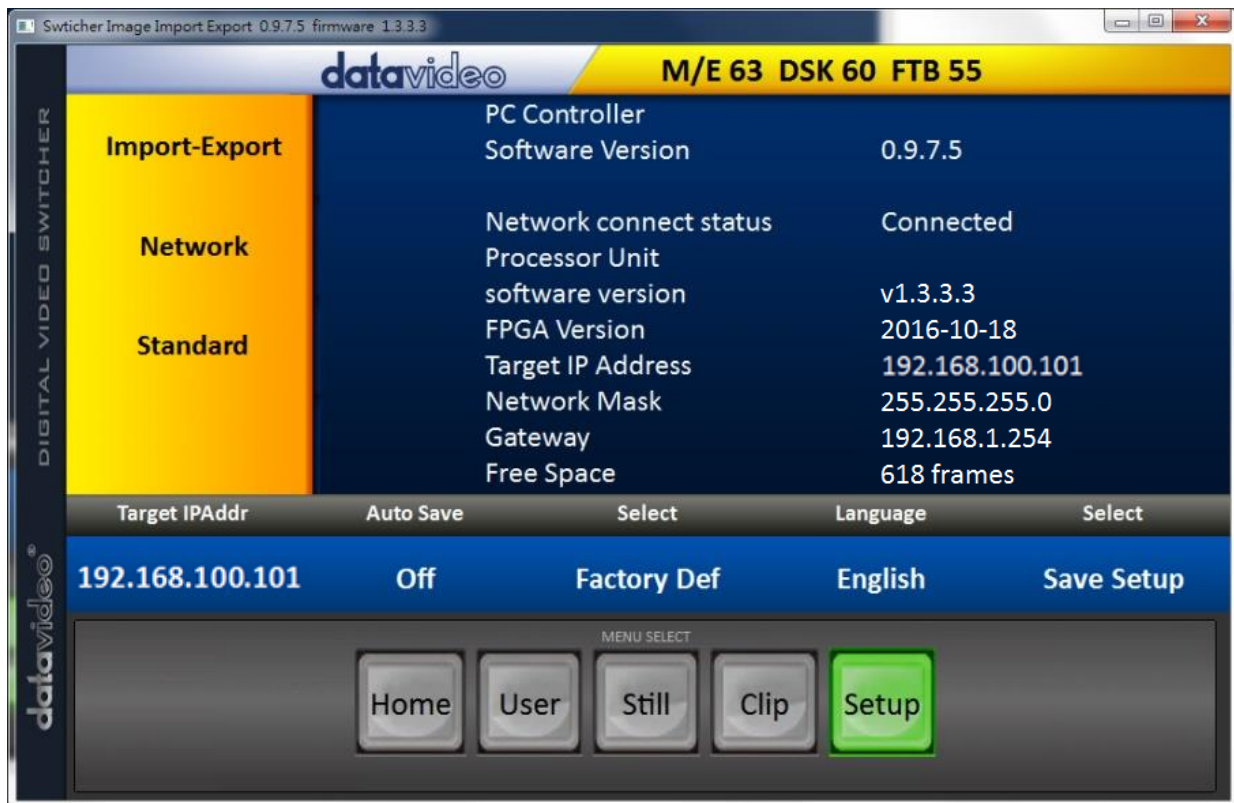 Swticher Image Import Export 0.9.7.5 firmware 1.3.3.3
datavideo
M/E 63 DSK 60 FTB 55
DIGITAL VIDEO SWITCHER
datavideo®
Import-Export
Network
Standard
PC Controller
Software Version 0.9.7.5
Network connect status Connected
Processor Unit
software version v1.3.3.3
FPGA Version 2016-10-18
Target IP Address 192.168.100.101
Network Mask 255.255.255.0
Gateway 192.168.1.254
Free Space 618 frames
Target IPAddr Auto Save Select Language Select
192.168.100.101 Off Factory Def English Save Setup
MENU SELECT
Home User Still Clip Setup